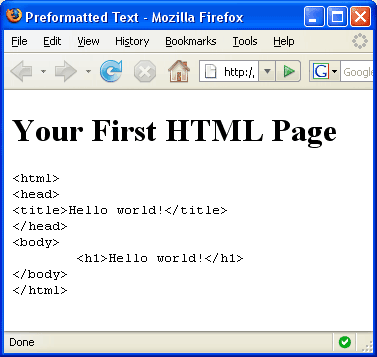 Preformatted Text - Mozilla Firefox
File Edit View History Bookmarks Tools Help
http:/, G Google
Your First HTML Page
<html>
<head>
<title>Hello world!</title>
</head>
<body>
<h1>Hello world!</h1>
</body>
</html>
Done